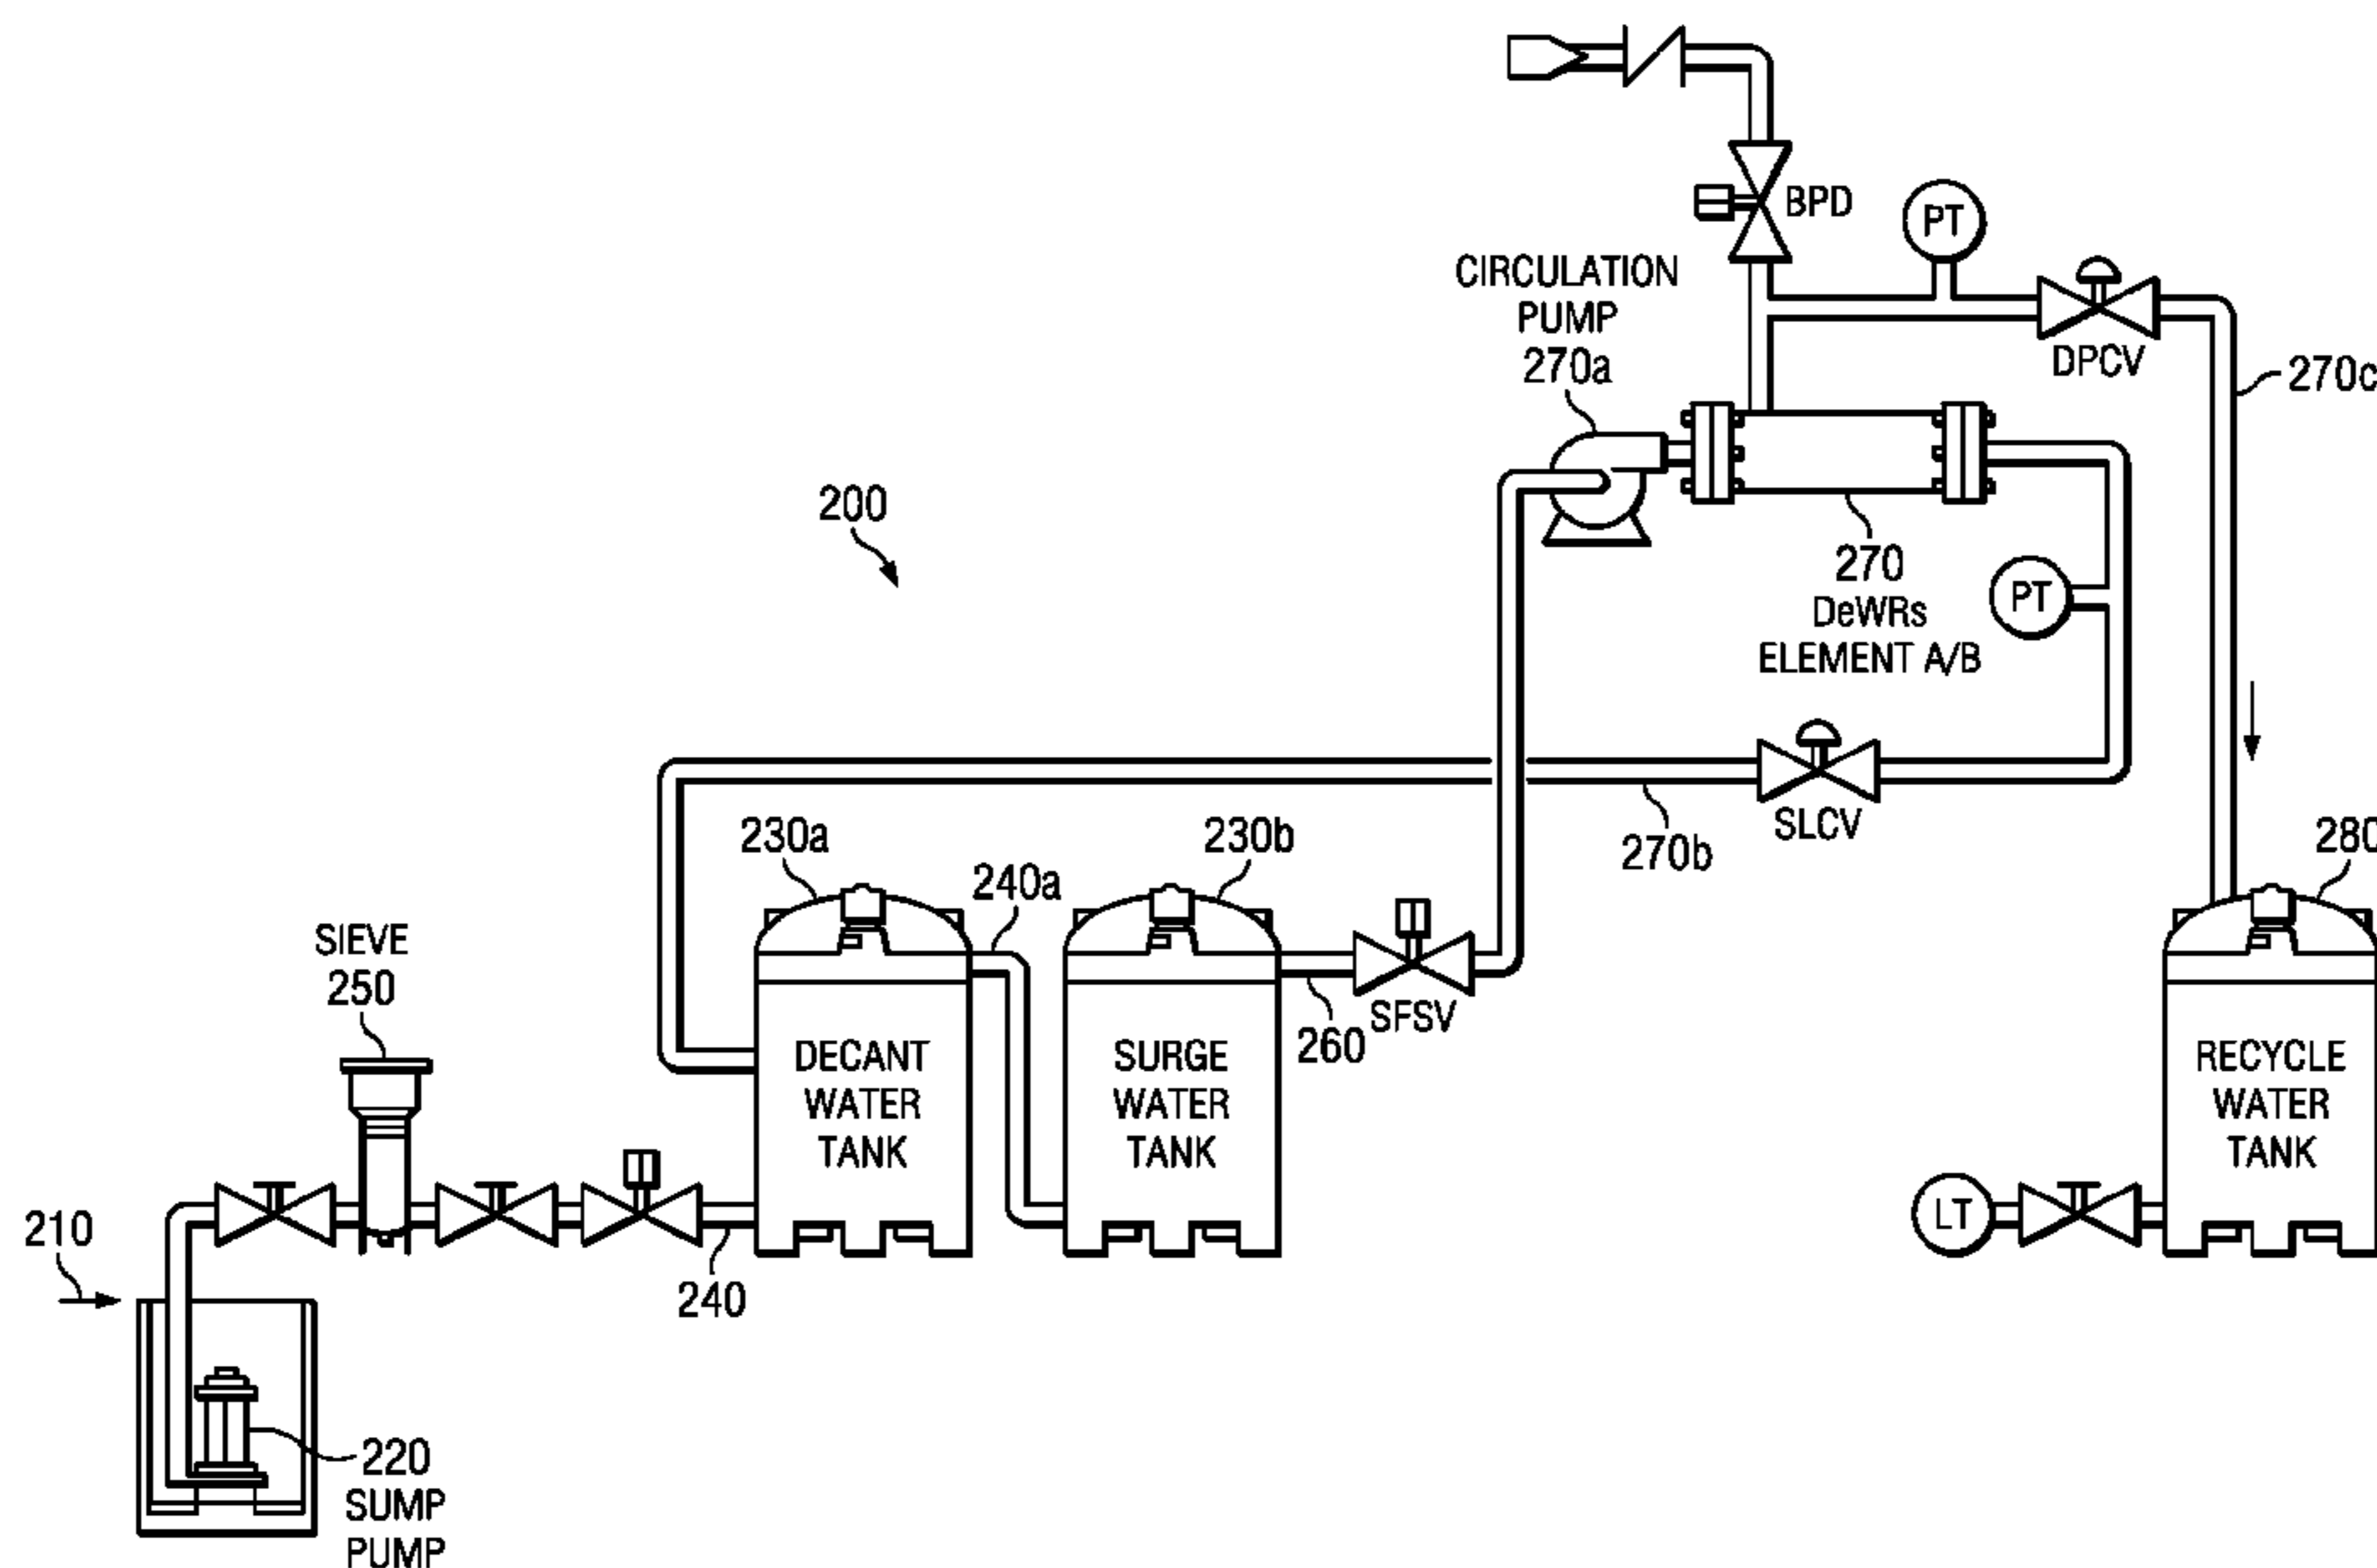 BPD
PT
CIRCULATION
PUMP
270a
DPCV
270c
200
270
DeWRs
ELEMENT A/B
PT
SLCV
270b
230a
240a
230b
280
SIEVE
250
SFSV
260
DECANT
WATER
TANK
SURGE
WATER
TANK
RECYCLE
WATER
TANK
210
240
LT
220
SUMP
PUMP